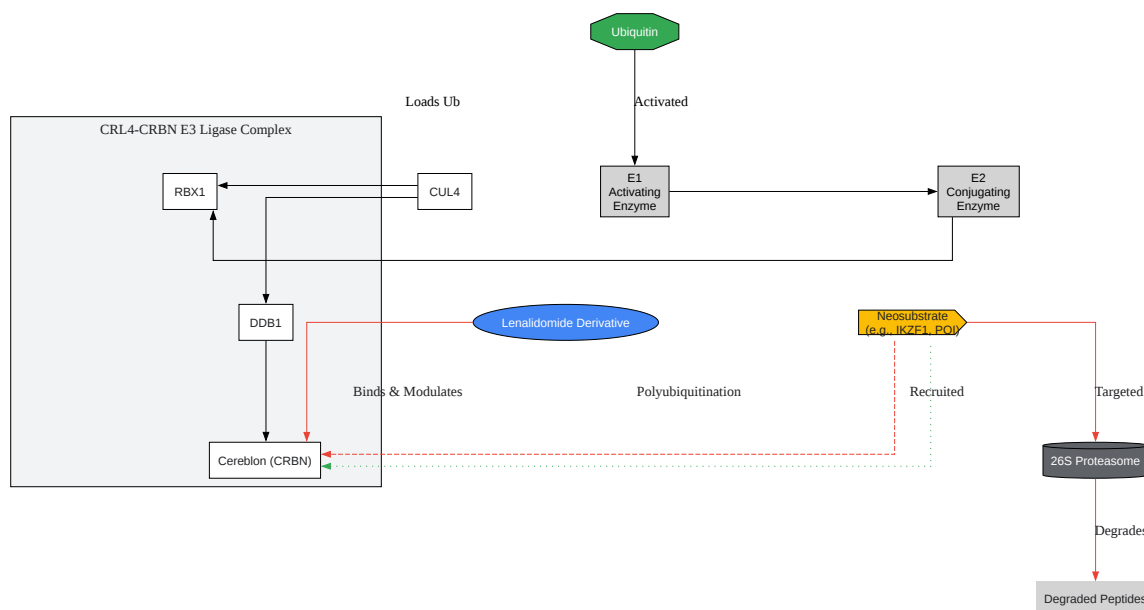 Ubiquitin
Loads Ub
Activated
CRL4-CRBN E3 Ligase Complex
RBX1
CUL4
E1
Activating
Enzyme
E2
Conjugating
Enzyme
DDB1
Lenalidomide Derivative
Neosubstrate
(e.g., IKZF1, POI)
Binds & Modulates
Polyubiquitination
Recruited
Targeted
Cereblon (CRBN)
26S Proteasome
Degrades
Degraded Peptides